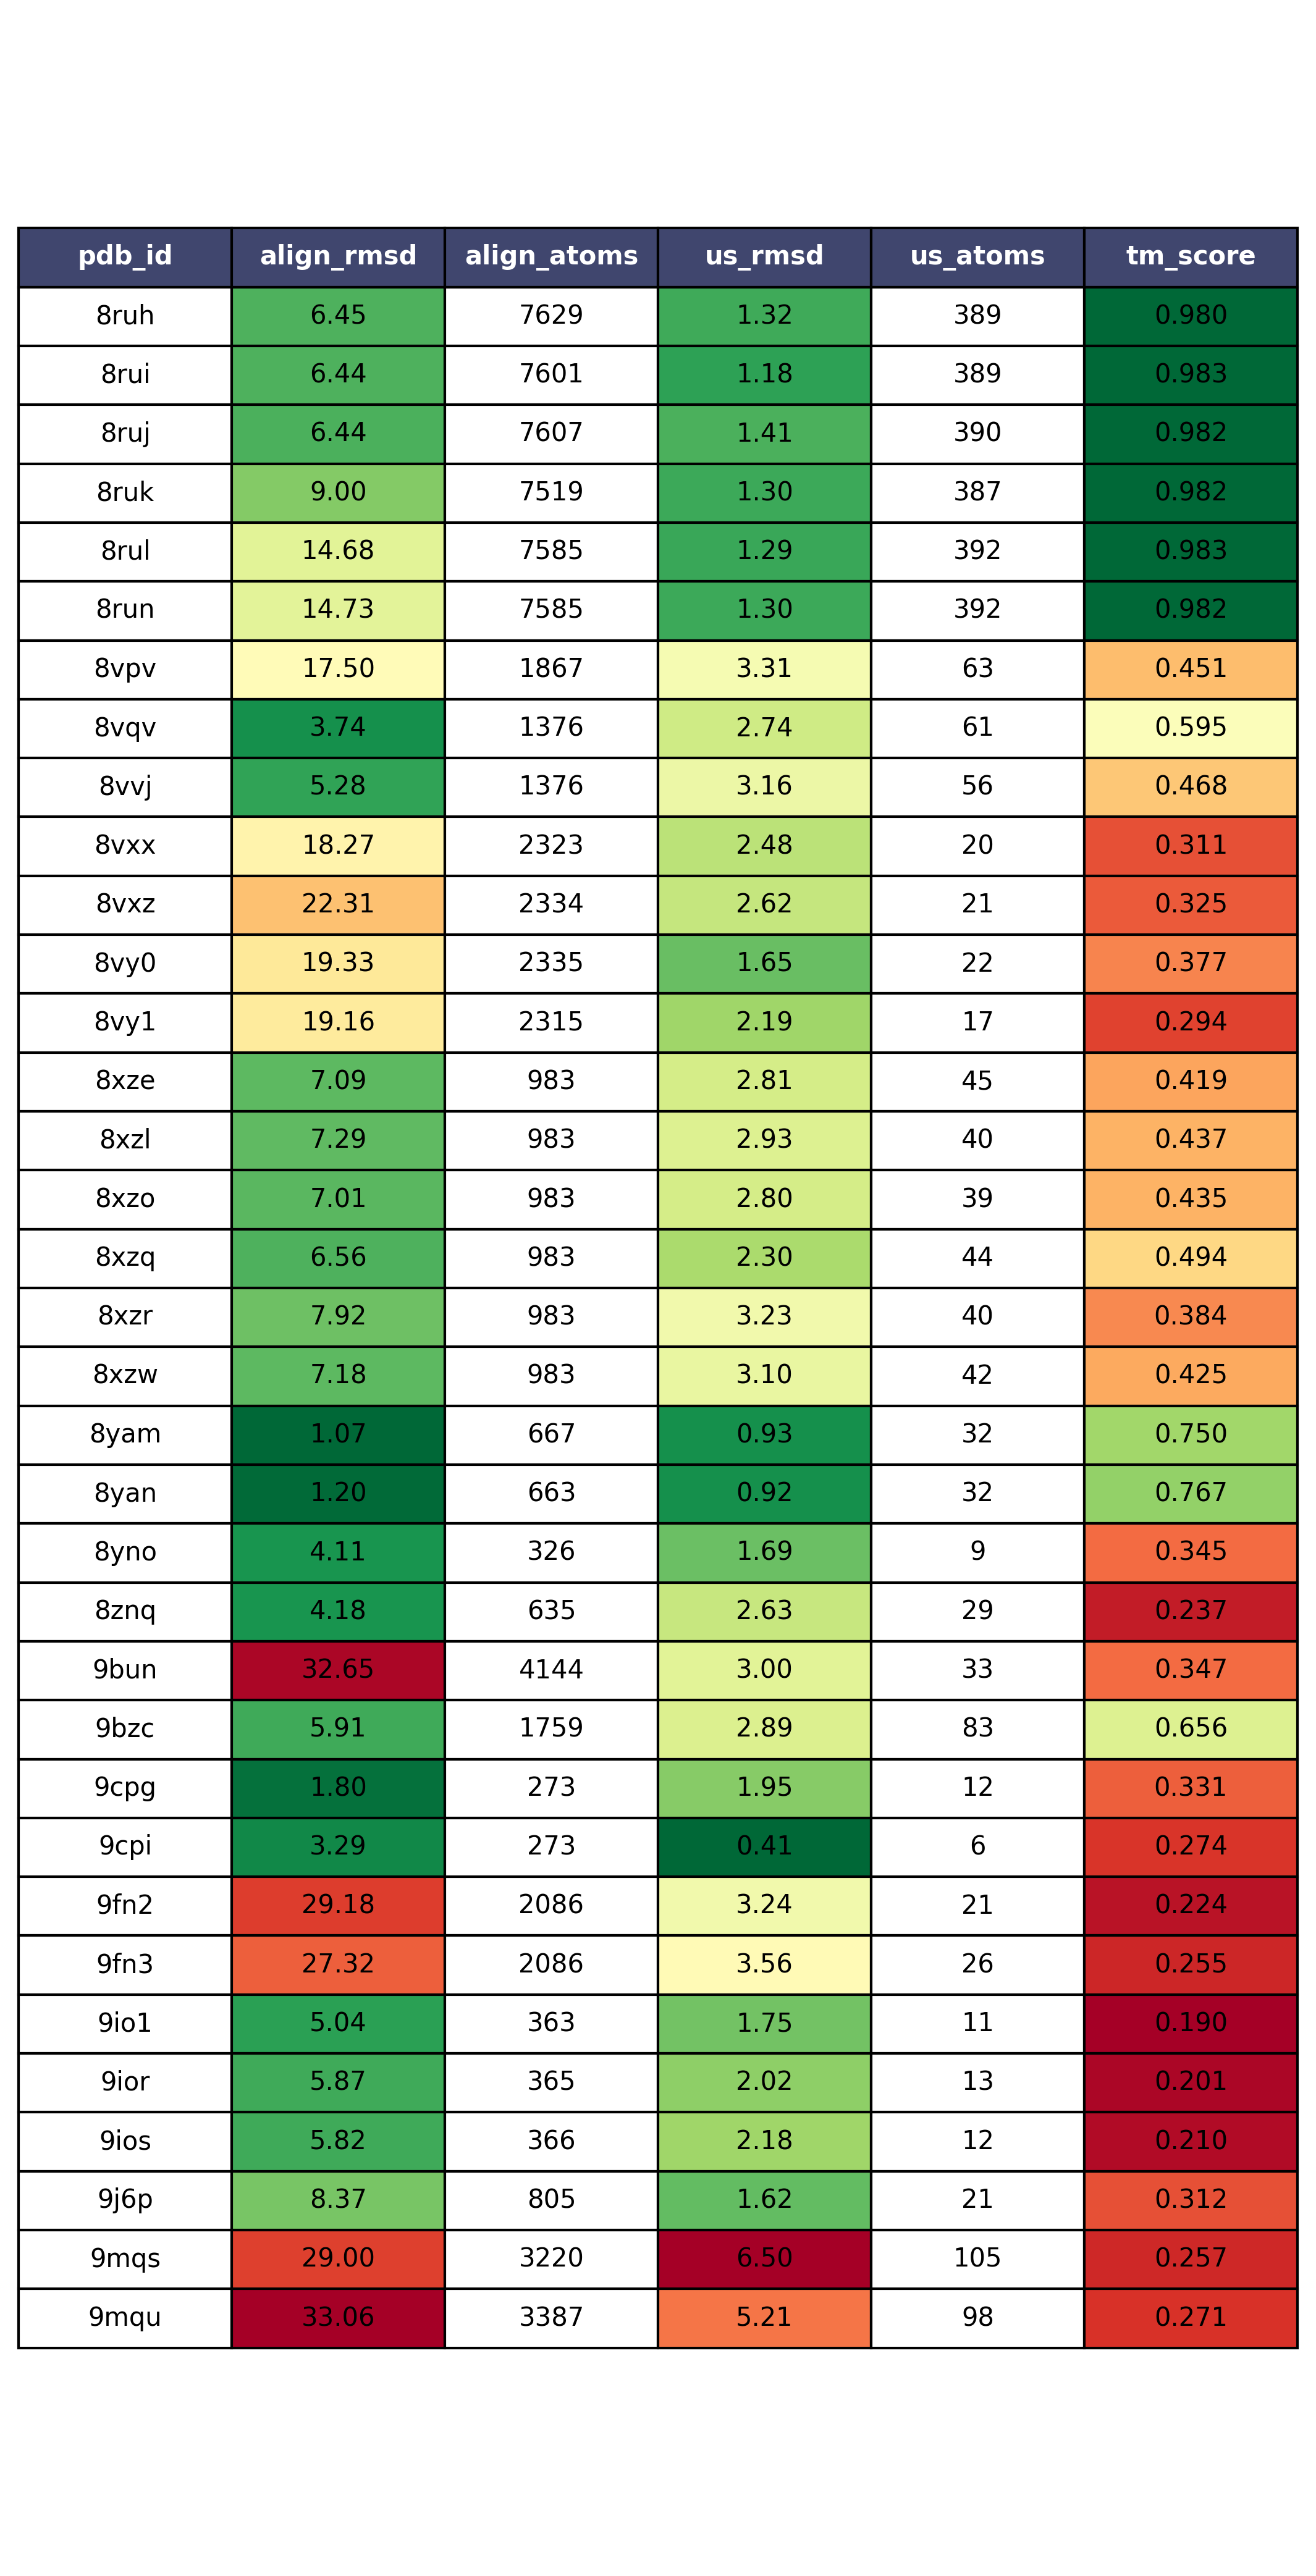 pdb_id align_rmsd align_atoms us_rmsd us_atoms tm_score
8ruh 6.45 7629 1.32 389 0.980
8rui 6.44 7601 1.18 389 0.983
8ruj 6.44 7607 1.41 390 0.982
8ruk 9.00 7519 1.30 387 0.982
8rul 14.68 7585 1.29 392 0.983
8run 14.73 7585 1.30 392 0.982
8vpv 17.50 1867 3.31 63 0.451
8vqv 3.74 1376 2.74 61 0.595
8vvj 5.28 1376 3.16 56 0.468
8vxx 18.27 2323 2.48 20 0.311
8vxz 22.31 2334 2.62 21 0.325
8vy0 19.33 2335 1.65 22 0.377
8vy1 19.16 2315 2.19 17 0.294
8xze 7.09 983 2.81 45 0.419
8xzl 7.29 983 2.93 40 0.437
8xzo 7.01 983 2.80 39 0.435
8xzq 6.56 983 2.30 44 0.494
8xzr 7.92 983 3.23 40 0.384
8xzw 7.18 983 3.10 42 0.425
8yam 1.07 667 0.93 32 0.750
8yan 1.20 663 0.92 32 0.767
8yno 4.11 326 1.69 9 0.345
8znq 4.18 635 2.63 29 0.237
9bun 32.65 4144 3.00 33 0.347
9bzc 5.91 1759 2.89 83 0.656
9cpg 1.80 273 1.95 12 0.331
9cpi 3.29 273 0.41 6 0.274
9fn2 29.18 2086 3.24 21 0.224
9fn3 27.32 2086 3.56 26 0.255
9io1 5.04 363 1.75 11 0.190
9ior 5.87 365 2.02 13 0.201
9ios 5.82 366 2.18 12 0.210
9j6p 8.37 805 1.62 21 0.312
9mqs 29.00 3220 6.50 105 0.257
9mqu 33.06 3387 5.21 98 0.271